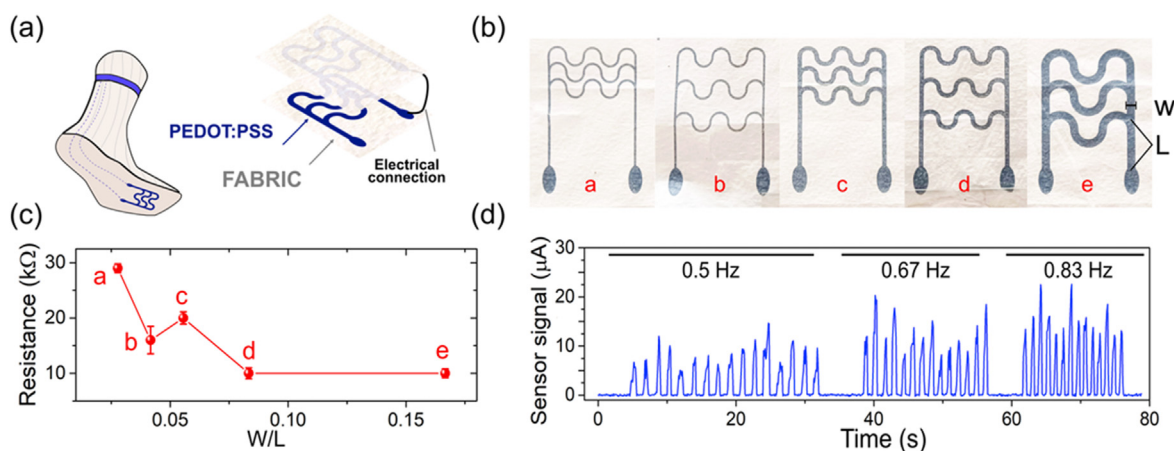 (a)
PEDOT:PSS
FABRIC
Electrical
connection
(b)
a
b
c
d
e
W
L
(c)
Resistance (kΩ)
30
20
10
a
b
c
d
e
0.05
0.10
0.15
W/L
(d)
Sensor signal (µA)
30
20
10
0
0.5 Hz
0.67 Hz
0.83 Hz
0
20
40
60
80
Time (s)